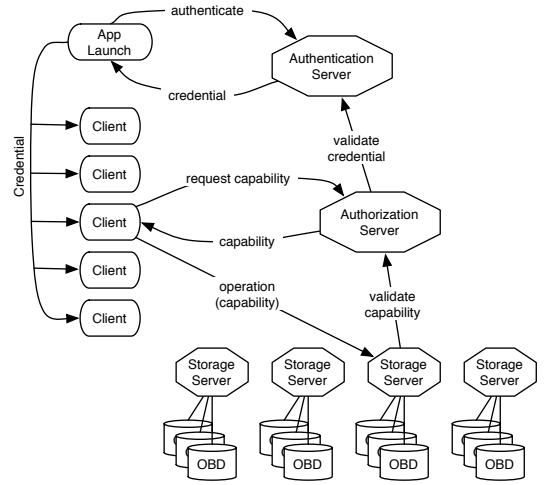 authenticate
App
Launch
Authentication
Server
credential
Credential
Client
validate
credential
Client
request capability
Client
Authorization
Server
capability
Client
operation
(capability)
validate
capability
Client
Storage
Server
Storage
Server
Storage
Server
Storage
Server
OBD
OBD
OBD
OBD